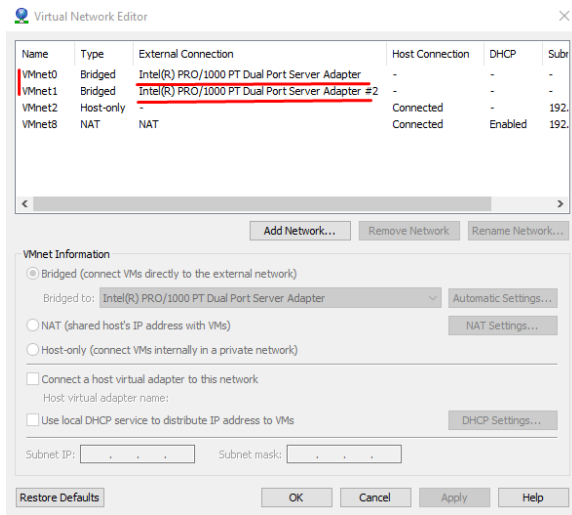 Virtual Network Editor
Name Type External Connection Host Connection DHCP Subr
VMnet0 Bridged Intel(R) PRO/1000 PT Dual Port Server Adapter - - -
VMnet1 Bridged Intel(R) PRO/1000 PT Dual Port Server Adapter #2 - - -
VMnet2 Host-only - Connected - 192.
VMnet8 NAT NAT Connected Enabled 192.
Add Network... Remove Network Rename Network...
VMnet Information
Bridged (connect VMs directly to the external network)
Bridged to: Intel(R) PRO/1000 PT Dual Port Server Adapter Automatic Settings...
NAT (shared host's IP address with VMs) NAT Settings...
Host-only (connect VMs internally in a private network)
Connect a host virtual adapter to this network
Host virtual adapter name:
Use local DHCP service to distribute IP address to VMs DHCP Settings...
Subnet IP: . . . Subnet mask: . . .
Restore Defaults OK Cancel Apply Help